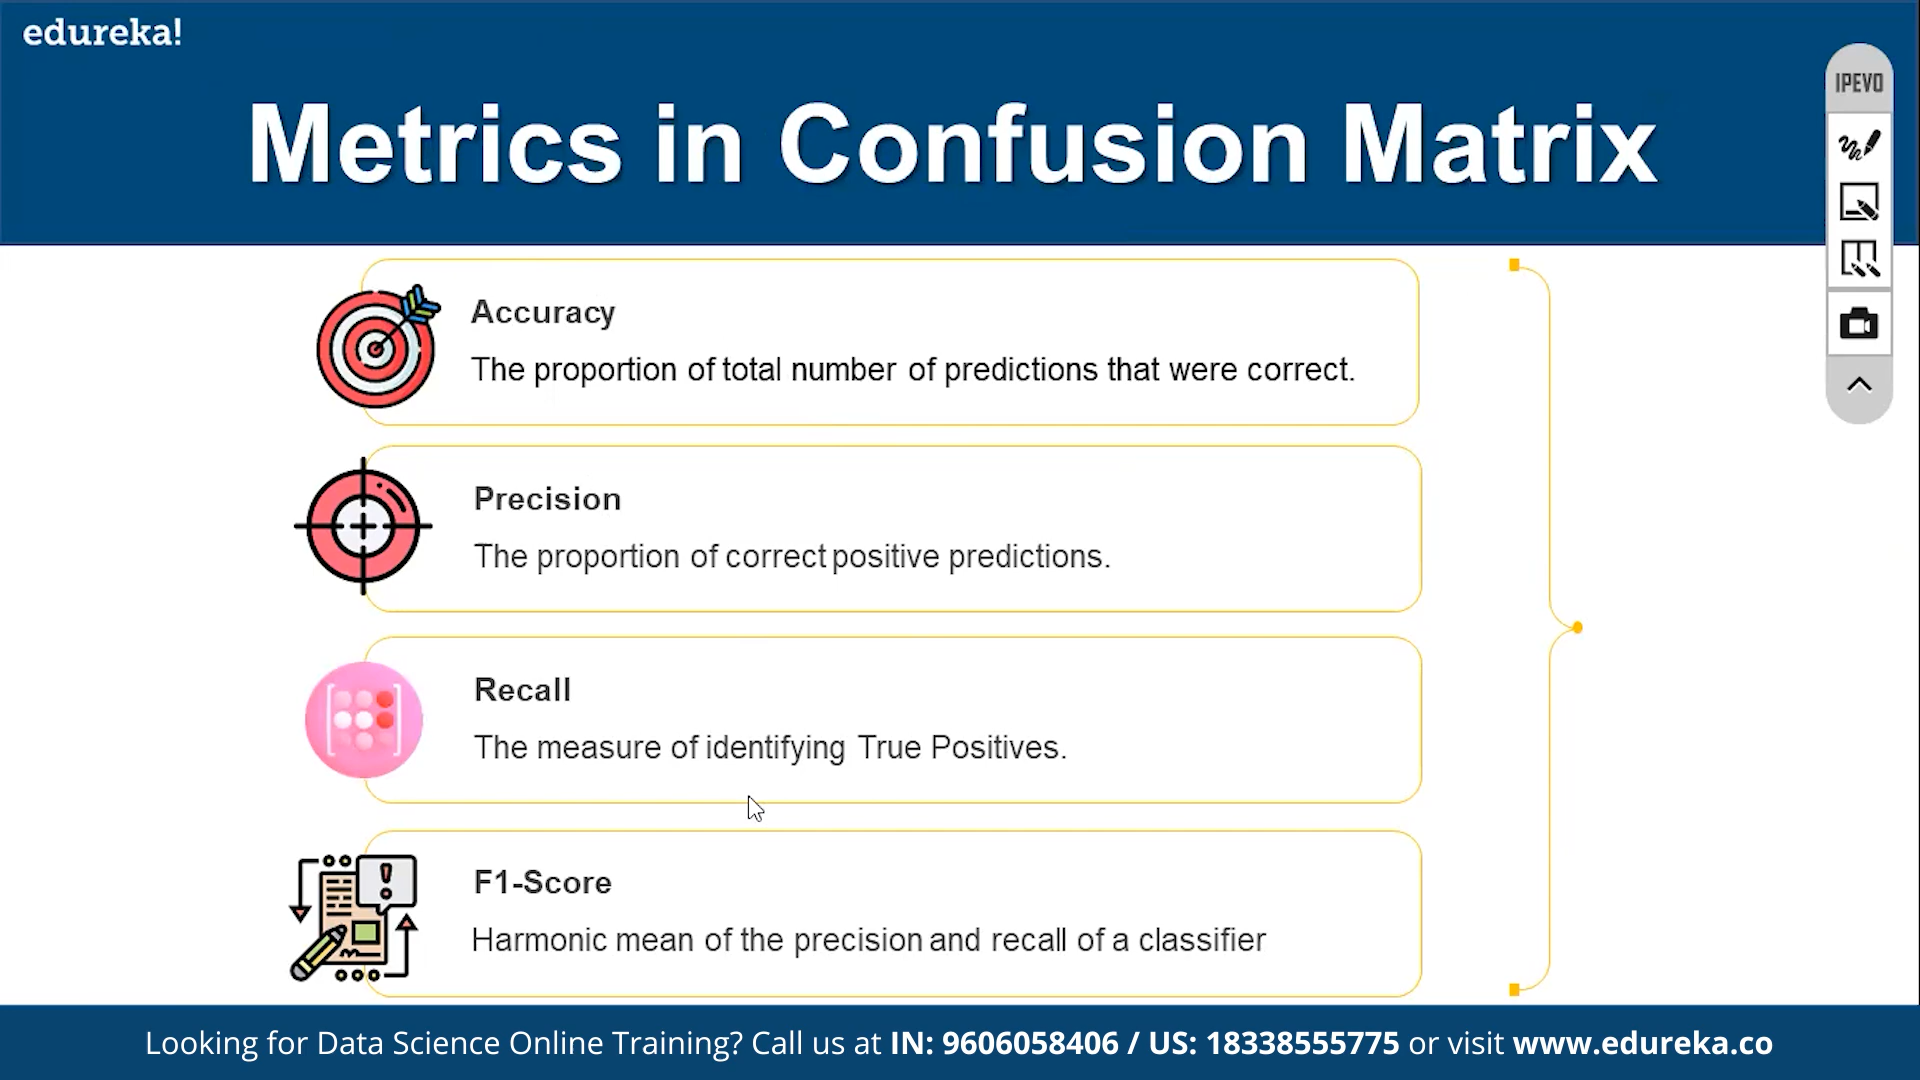 edureka!
IPEVO
Metrics in Confusion Matrix
Accuracy
The proportion of total number of predictions that were correct.
Precision
The proportion of correct positive predictions.
Recall
The measure of identifying True Positives.
F1-Score
Harmonic mean of the precision and recall of a classifier
Looking for Data Science Online Training? Call us at IN: 9606058406 / US: 18338555775 or visit www.edureka.co